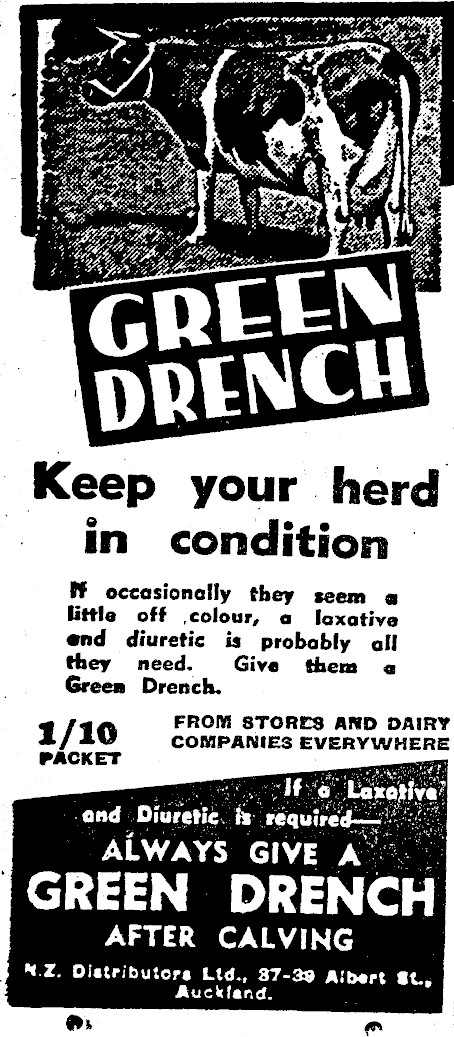 GREEN
DRENCH
Keep your herd
in condition
If occasionally they seem a
little off colour, a laxative
and diuretic is probably all
they need. Give them a
Green Drench.
1/10
PACKET
FROM STORES AND DAIRY
COMPANIES EVERYWHERE
If a Laxative
and Diuretic is required—
ALWAYS GIVE A
GREEN DRENCH
AFTER CALVING
N.Z. Distributors Ltd., 37-39 Albert St.,
Auckland.